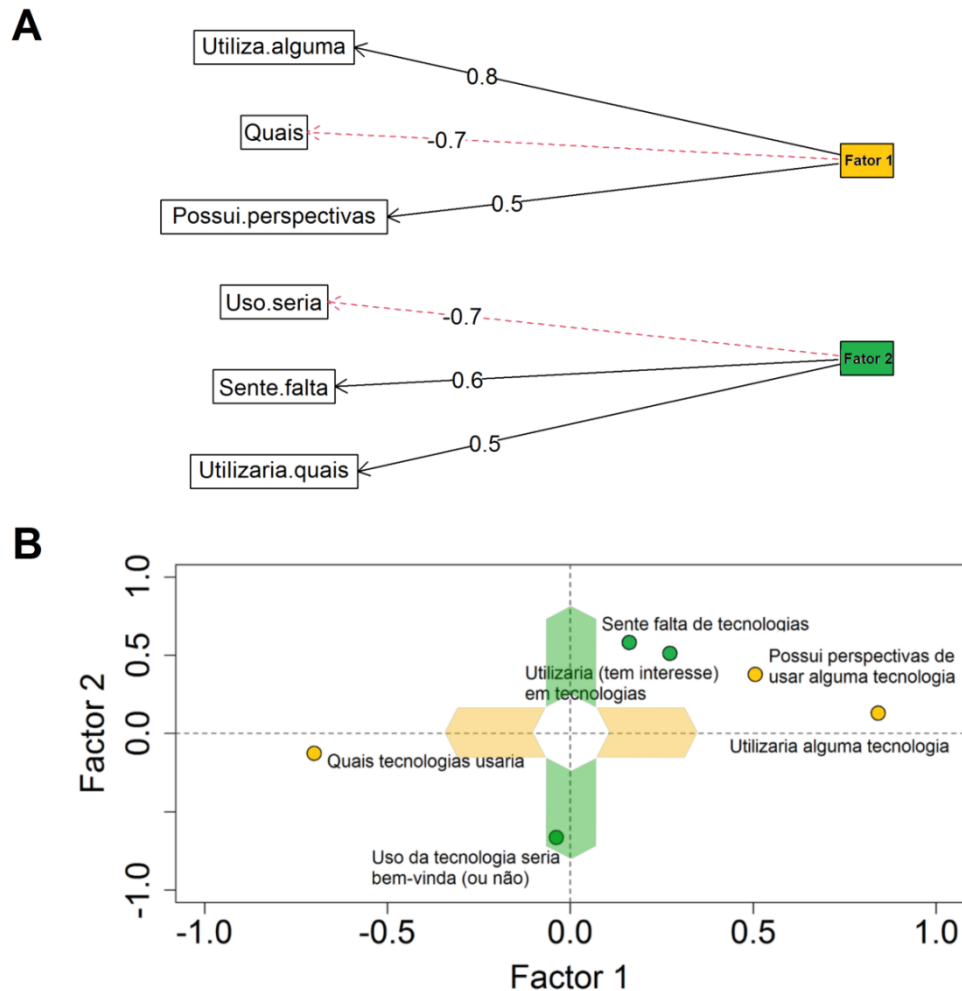 A
Utiliza.alguma
0.8
Quais
-0.7
Fator 1
Possui.perspectivas
0.5
Uso.seria
-0.7
Fator 2
Sente.falta
0.6
Utilizaria.quais
0.5
B
Factor 2
1.0
0.5
0.0
-1.0
Sente falta de tecnologias
Utilizaria (tem interesse)
em tecnologias
Possui perspectivas de
usar alguma tecnologia
Utilizaria alguma tecnologia
Quais tecnologias usaria
Uso da tecnologia seria
bem-vinda (ou não)
-1.0
-0.5
0.0
0.5
1.0
Factor 1